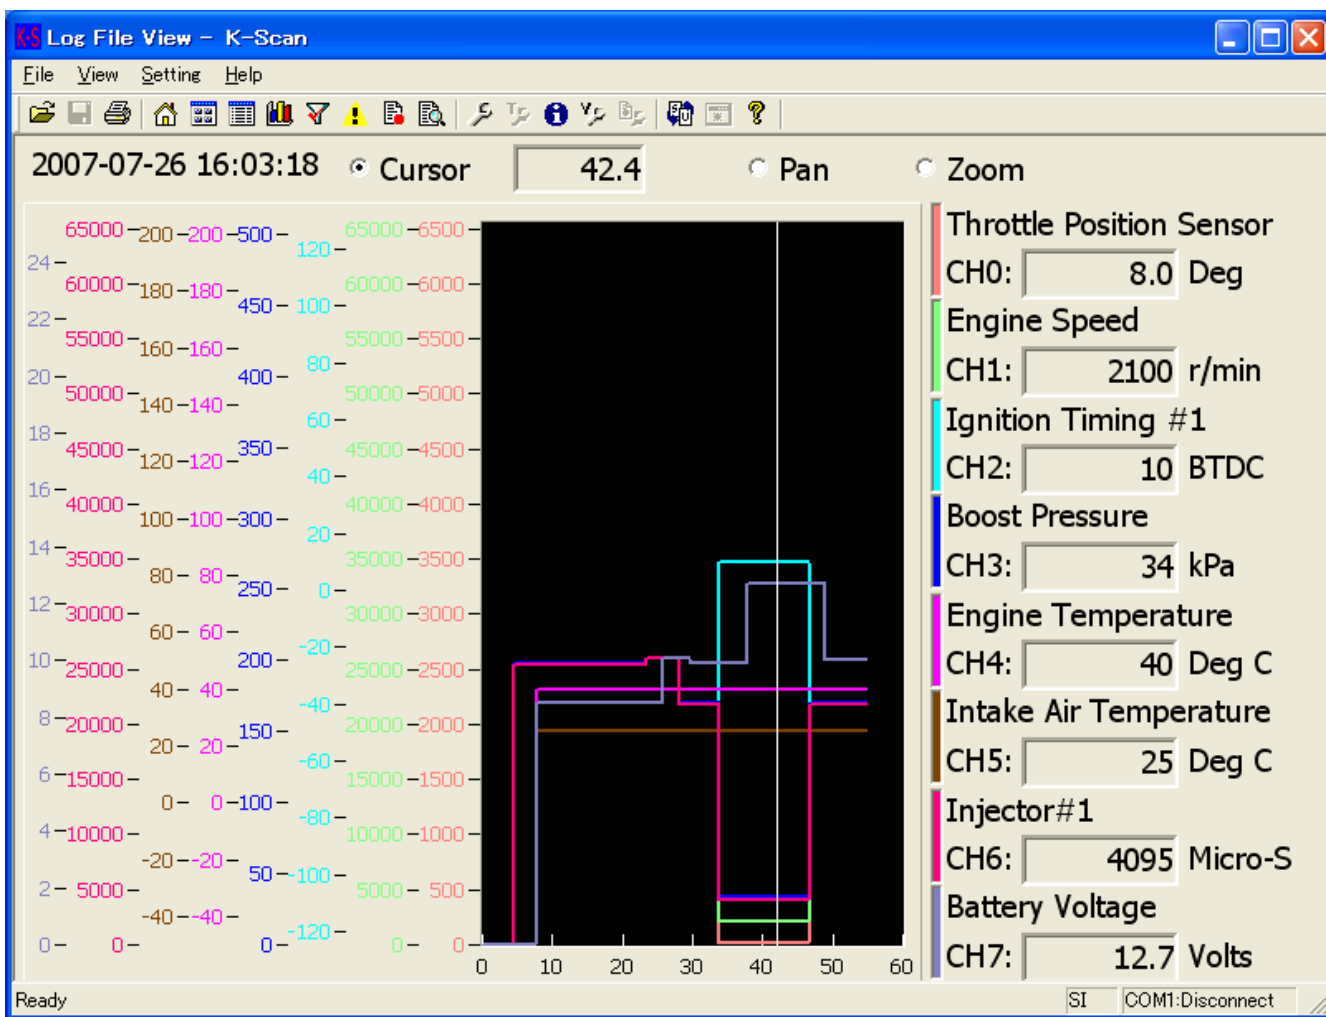 K-S Log File View - K-Scan
File View Setting Help
2007-07-26 16:03:18 Cursor 42.4 Pan Zoom
65000 200 200 500 120 65000 6500
24
60000 180 180 450 100 60000 6000
22
55000 160 160 80 55000 5500
20 400
50000 140 140 60 50000 5000
18
45000 120 120 350 40 45000 4500
16
40000 100 100 300 20 40000 4000
14
35000 80 80 250 0 35000 3500
12
30000 60 60 30000 3000
10 200 -20
25000 40 40 25000 2500
8 -40
20000 20 20 150 20000 2000
6 -60
15000 0 0 100 15000 1500
4 -80
10000 -20 -20 10000 1000
2 50 -100
5000 -40 -40 5000 500
0 0 0 -120 0 0
0 10 20 30 40 50 60
Throttle Position Sensor
CH0: 8.0 Deg
Engine Speed
CH1: 2100 r/min
Ignition Timing #1
CH2: 10 BTDC
Boost Pressure
CH3: 34 kPa
Engine Temperature
CH4: 40 Deg C
Intake Air Temperature
CH5: 25 Deg C
Injector#1
CH6: 4095 Micro-S
Battery Voltage
CH7: 12.7 Volts
Ready SI COM1:Disconnect